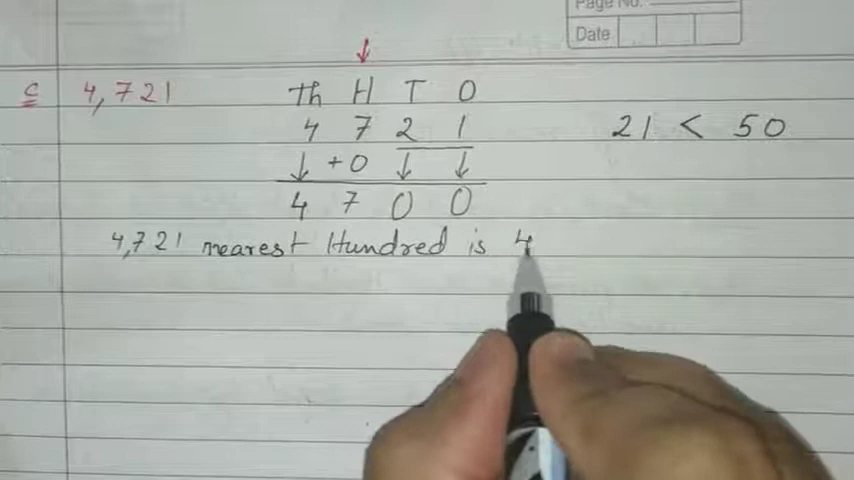 Page No.
Date
↓
c 4,721 Th H T O
4 7 2 1 21 < 50
↓ +0 ↓ ↓
4 7 0 0
4,721 nearest Hundred is 4